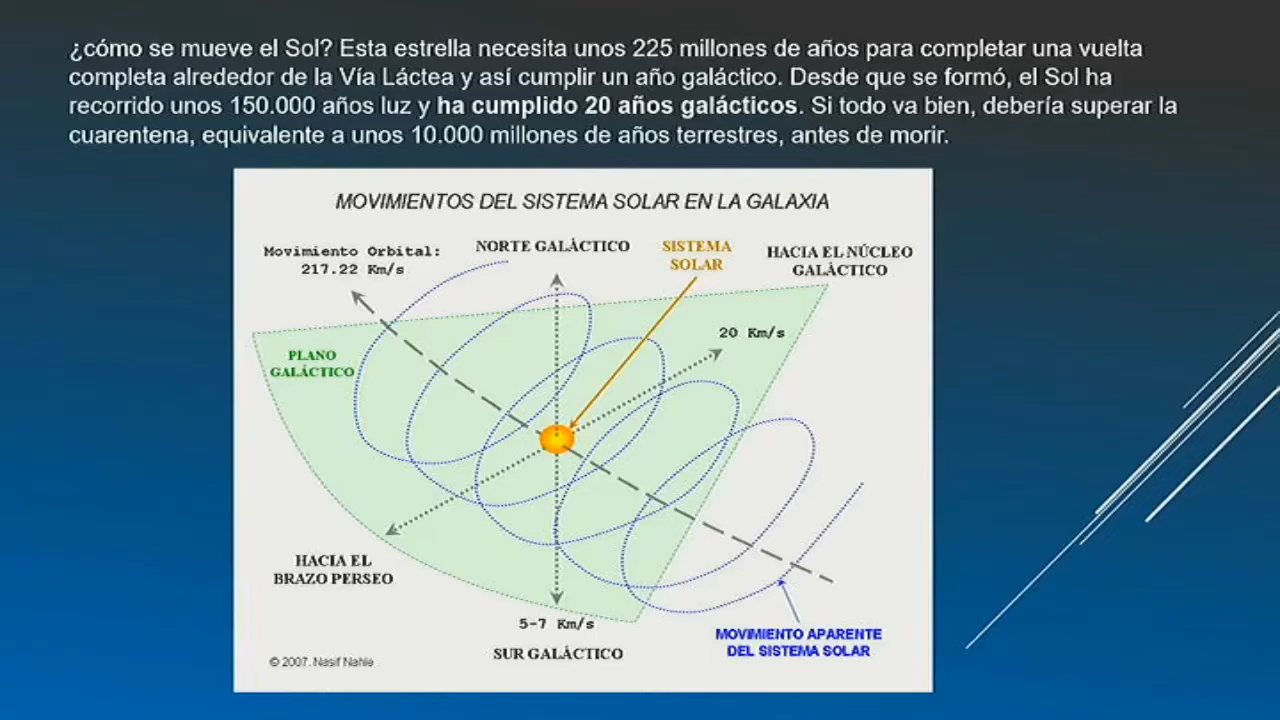 ¿cómo se mueve el Sol? Esta estrella necesita unos 225 millones de años para completar una vuelta
completa alrededor de la Vía Láctea y así cumplir un año galáctico. Desde que se formó, el Sol ha
recorrido unos 150.000 años luz y ha cumplido 20 años galácticos. Si todo va bien, debería superar la
cuarentena, equivalente a unos 10.000 millones de años terrestres, antes de morir.
MOVIMIENTOS DEL SISTEMA SOLAR EN LA GALAXIA
Movimiento Orbital:
217.22 Km/s
NORTE GALÁCTICO
SISTEMA
SOLAR
HACIA EL NÚCLEO
GALÁCTICO
20 Km/s
PLANO
GALÁCTICO
HACIA EL
BRAZO PERSEO
5-7 Km/s
SUR GALÁCTICO
MOVIMIENTO APARENTE
DEL SISTEMA SOLAR
© 2007. Nasif Nahle